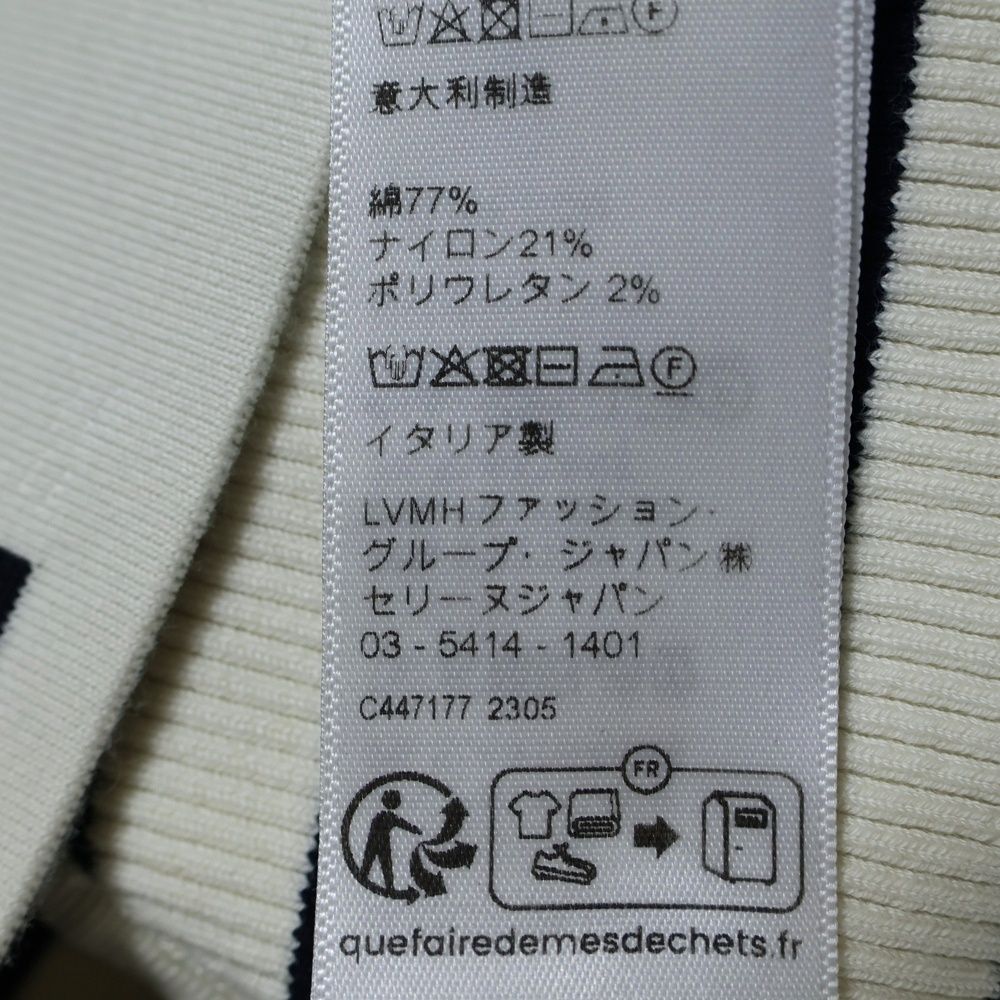 F
意大利制造
綿77%
ナイロン21%
ポリウレタン 2%
F
イタリア製
LVMHファッション・
グループ・ジャパン㈱
セリーヌジャパン
03 - 5414 - 1401
C447177 2305
FR
quefairedemesdechets.fr